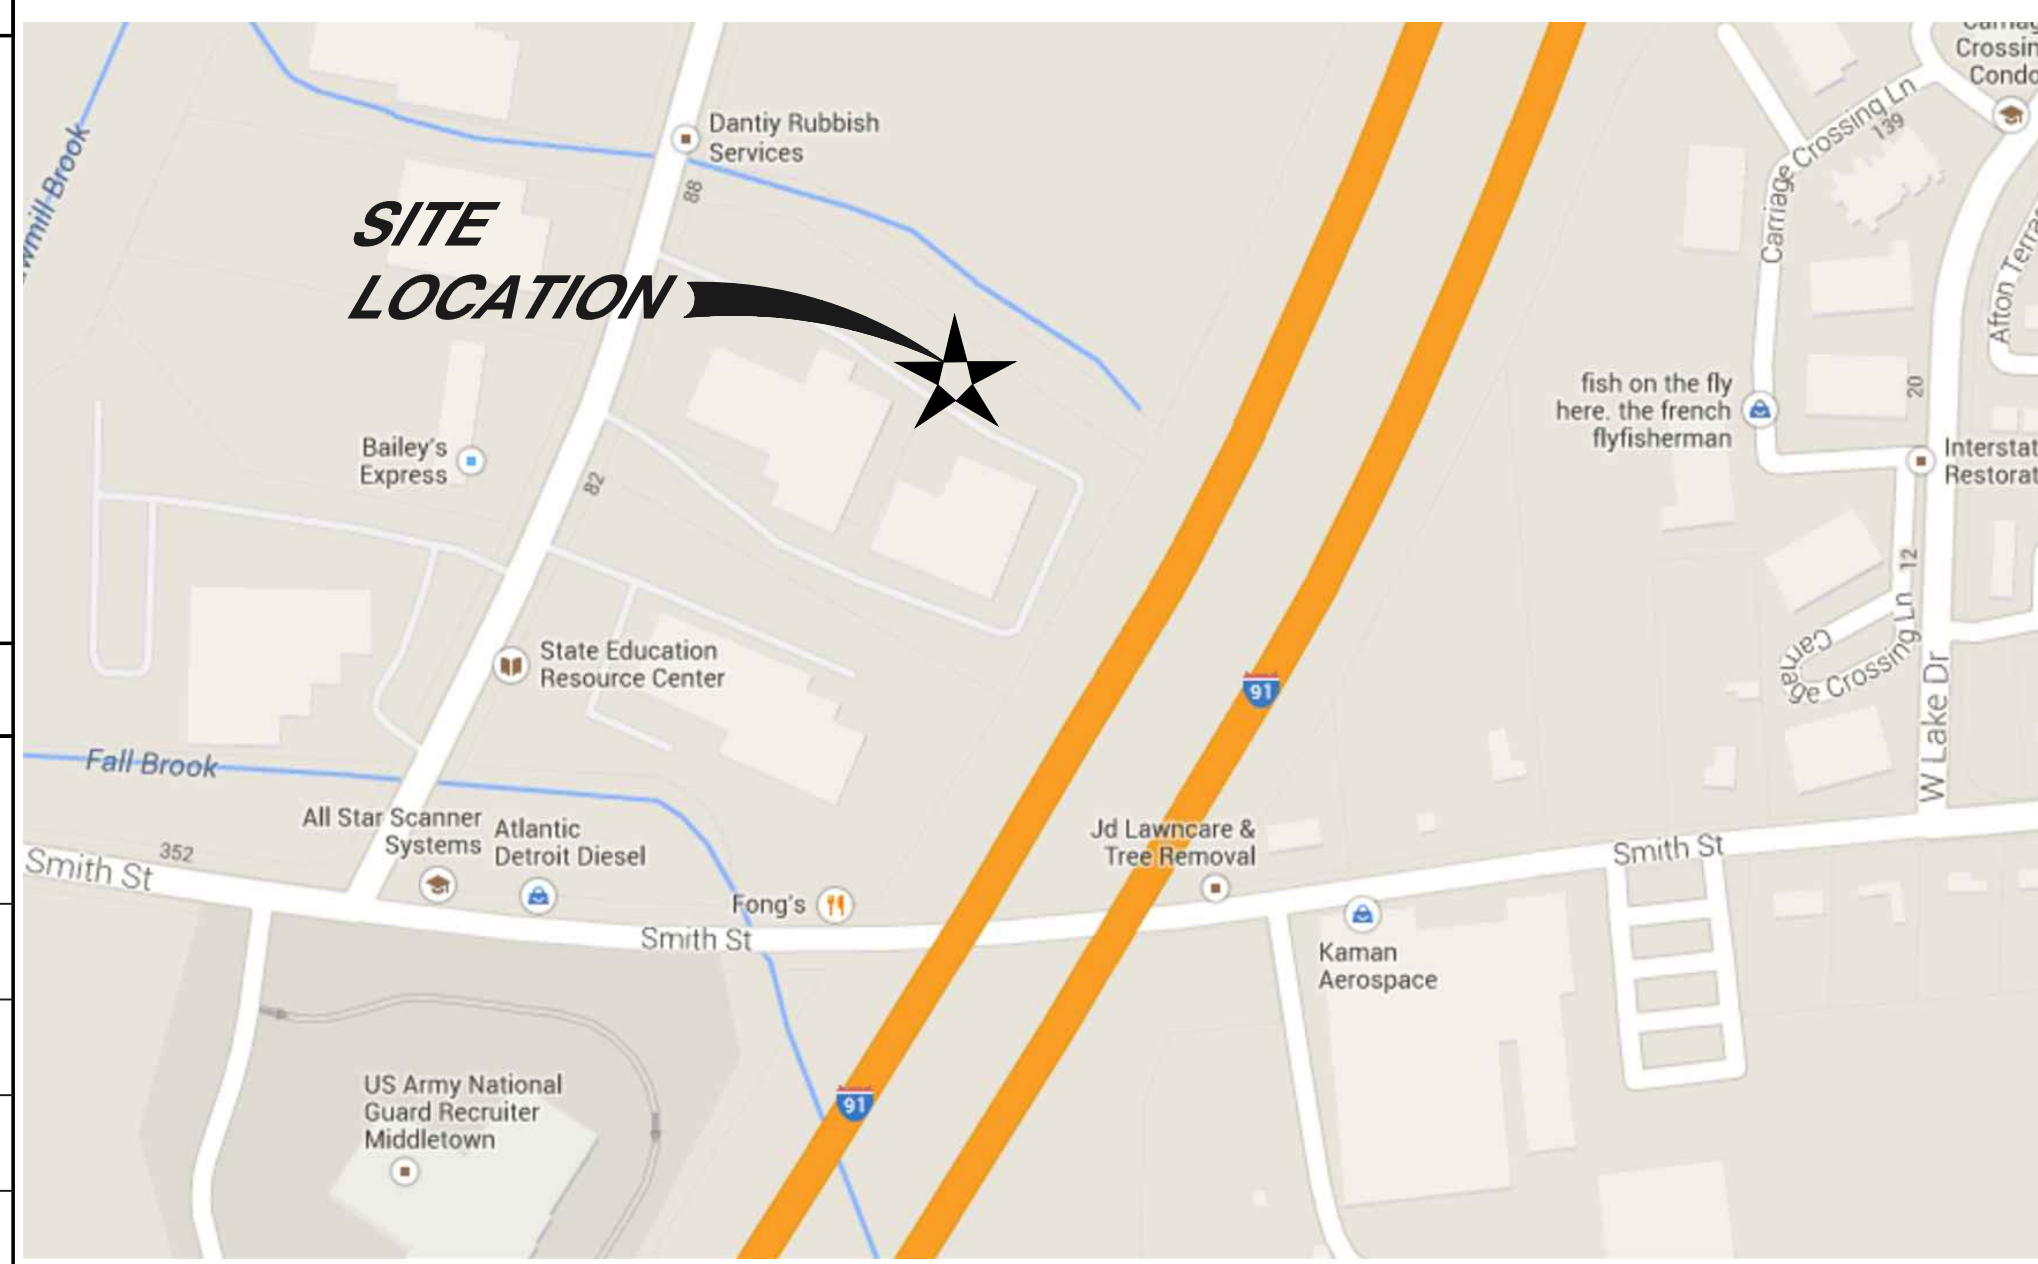 wmill Brook
Dantiy Rubbish
Services
88
SITE
LOCATION
Bailey's
Express
82
State Education
Resource Center
Fall Brook
All Star Scanner
Systems
Atlantic
Detroit Diesel
352
Smith St
Fong's
Smith St
US Army National
Guard Recruiter
Middletown
91
91
Jd Lawncare &
Tree Removal
Kaman
Aerospace
Smith St
Crossin
Condo
Carriage Crossing Ln
139
Afton Terra
20
fish on the fly
here. the french
flyfisherman
Interstat
Restorat
12
Carriage Crossing Ln
W Lake Dr